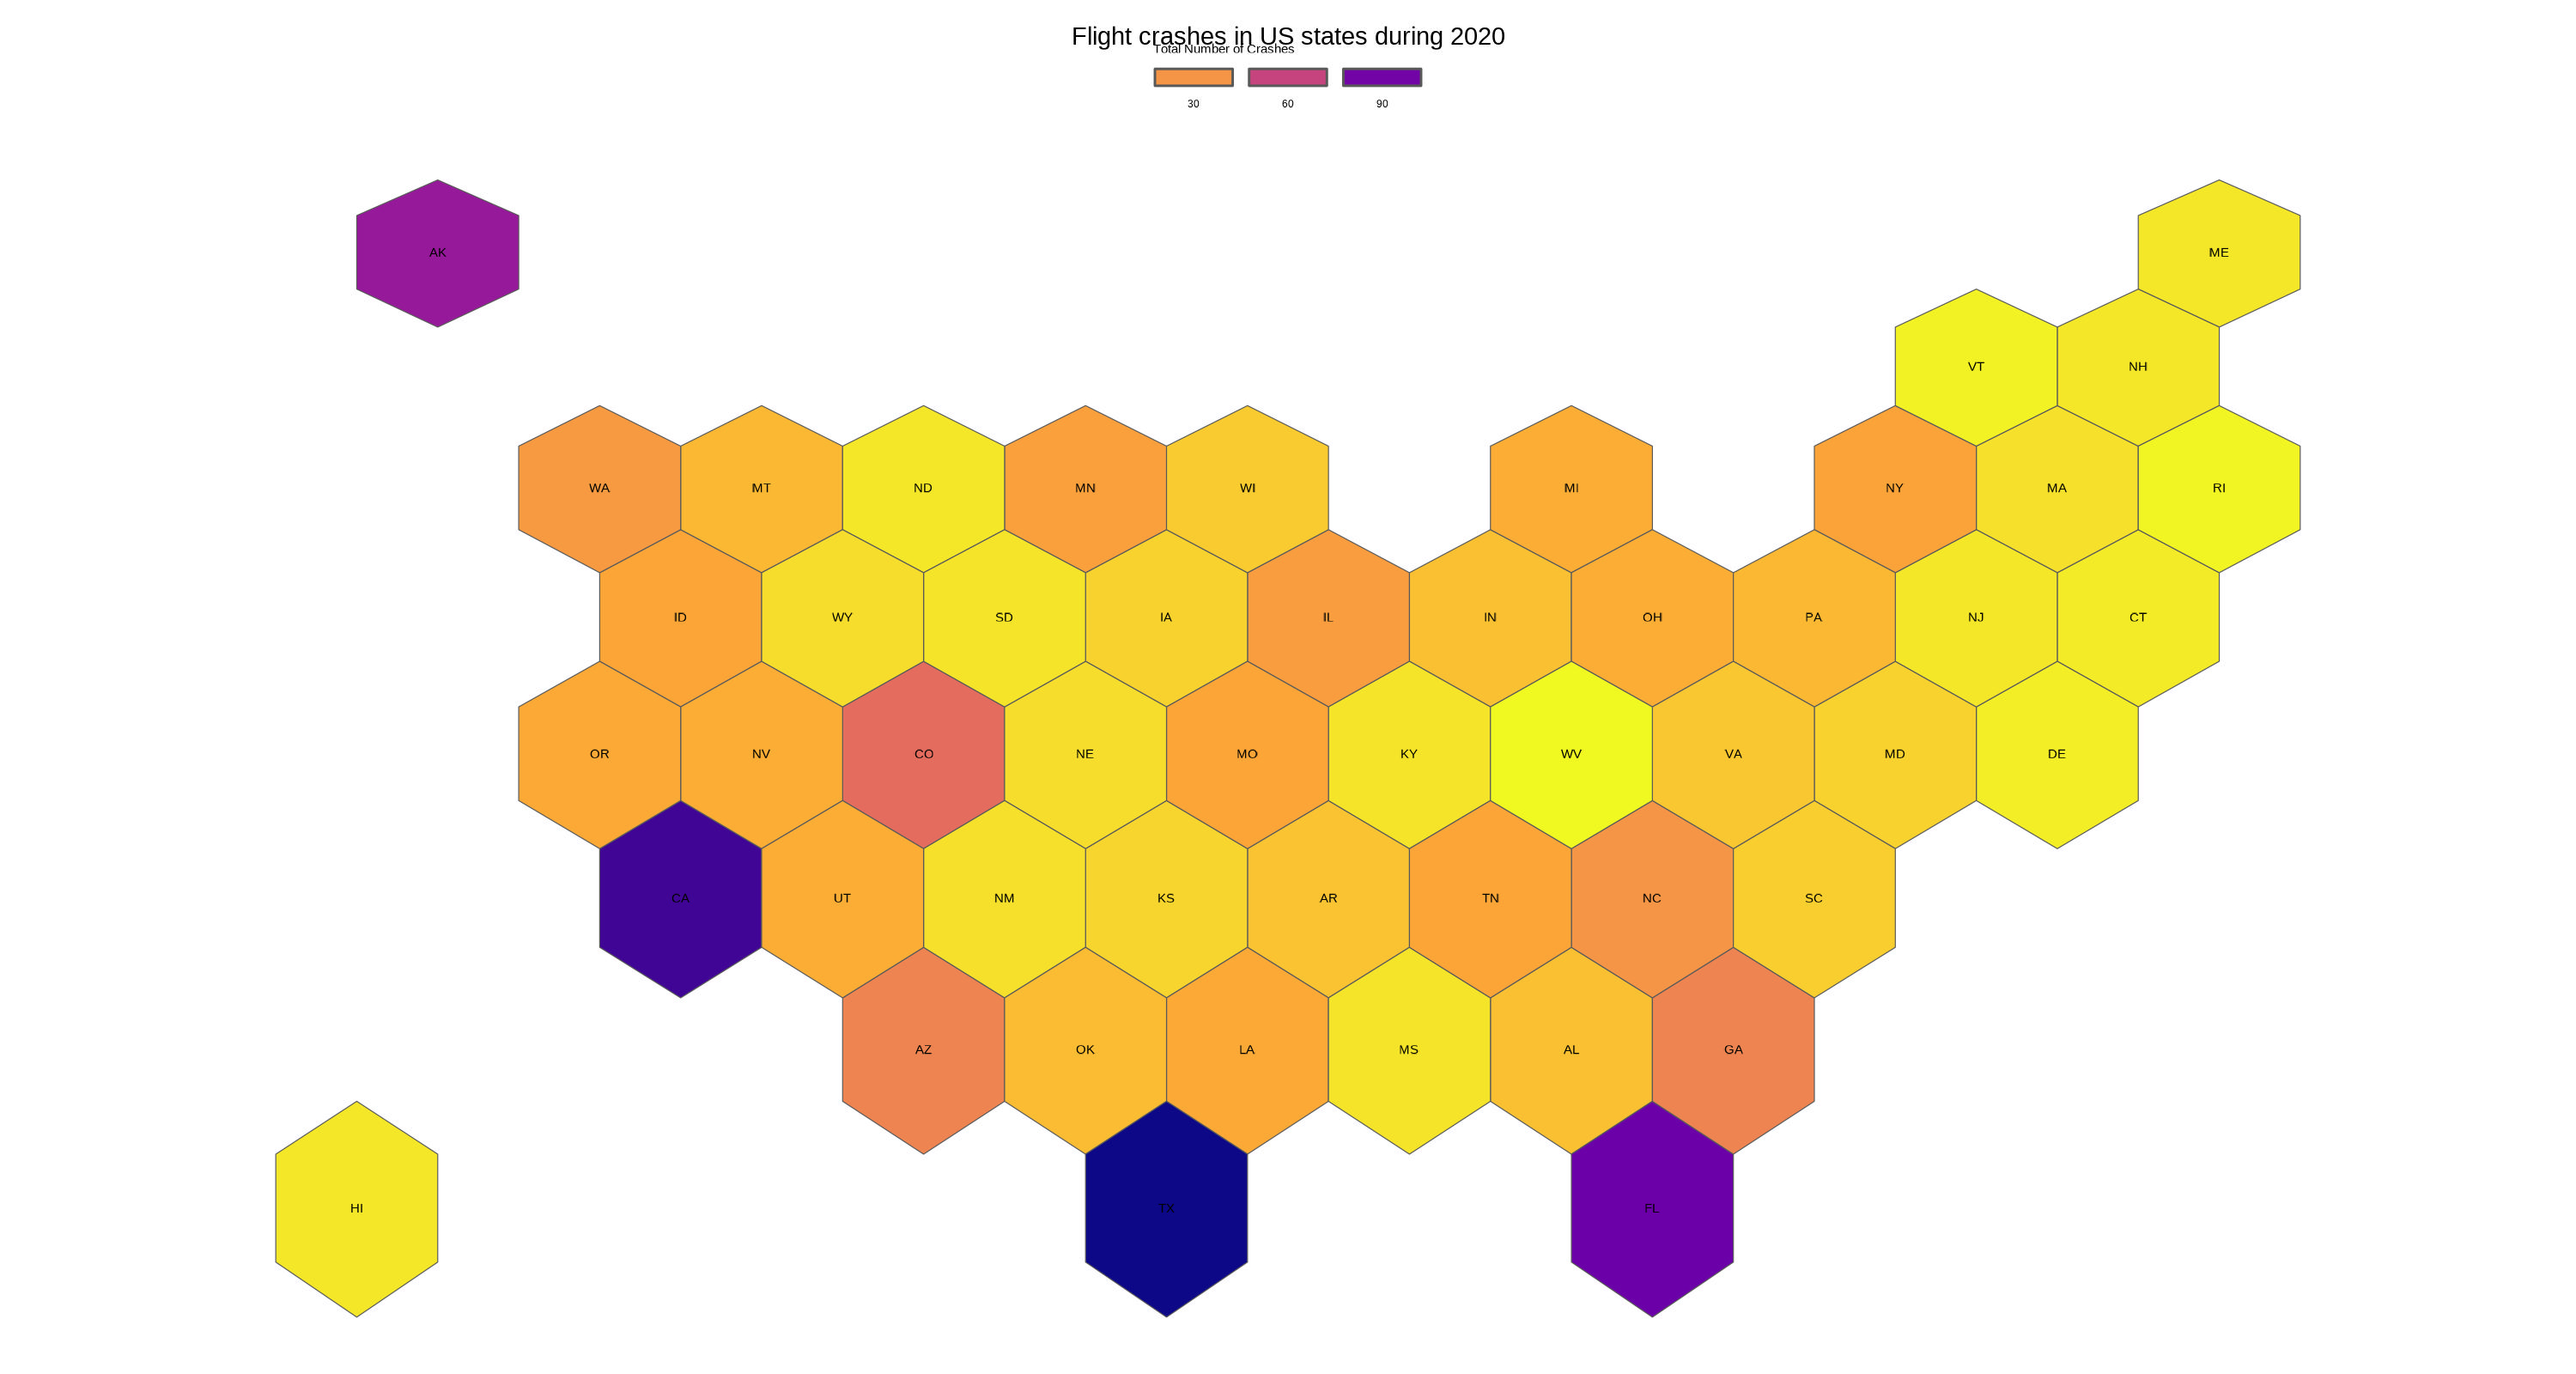 Flight crashes in US states during 2020
Total Number of Crashes
30 60 90
AK ME
VT NH
WA MT ND MN WI MI NY MA RI
ID WY SD IA IL IN OH PA NJ CT
OR NV CO NE MO KY WV VA MD DE
CA UT NM KS AR TN NC SC
AZ OK LA MS AL GA
HI TX FL